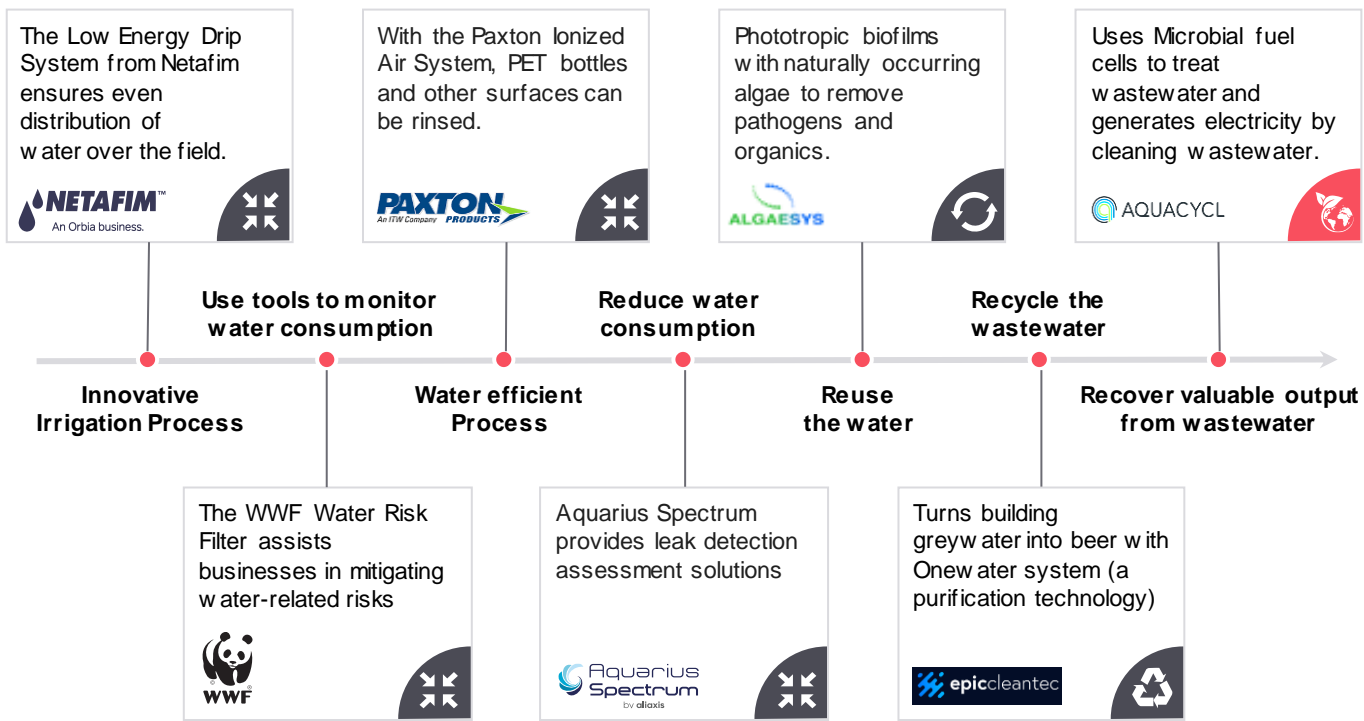 The Low Energy Drip
System from Netafim
ensures even
distribution of
water over the field.
NETAFIM™
An Orbia business.
With the Paxton Ionized
Air System, PET bottles
and other surfaces can
be rinsed.
PAXTON
An ITW Company PRODUCTS
Phototropic biofilms
with naturally occurring
algae to remove
pathogens and
organics.
ALGAESYS
Uses Microbial fuel
cells to treat
wastewater and
generates electricity by
cleaning wastewater.
AQUACYCL
Use tools to monitor
water consumption
Reduce water
consumption
Recycle the
wastewater
Innovative
Irrigation Process
Water efficient
Process
Reuse
the water
Recover valuable output
from wastewater
The WWF Water Risk
Filter assists
businesses in mitigating
water-related risks
WWF
Aquarius Spectrum
provides leak detection
assessment solutions
Aquarius
Spectrum
by aliaxis
Turns building
greywater into beer with
Onewater system (a
purification technology)
epiccleantec